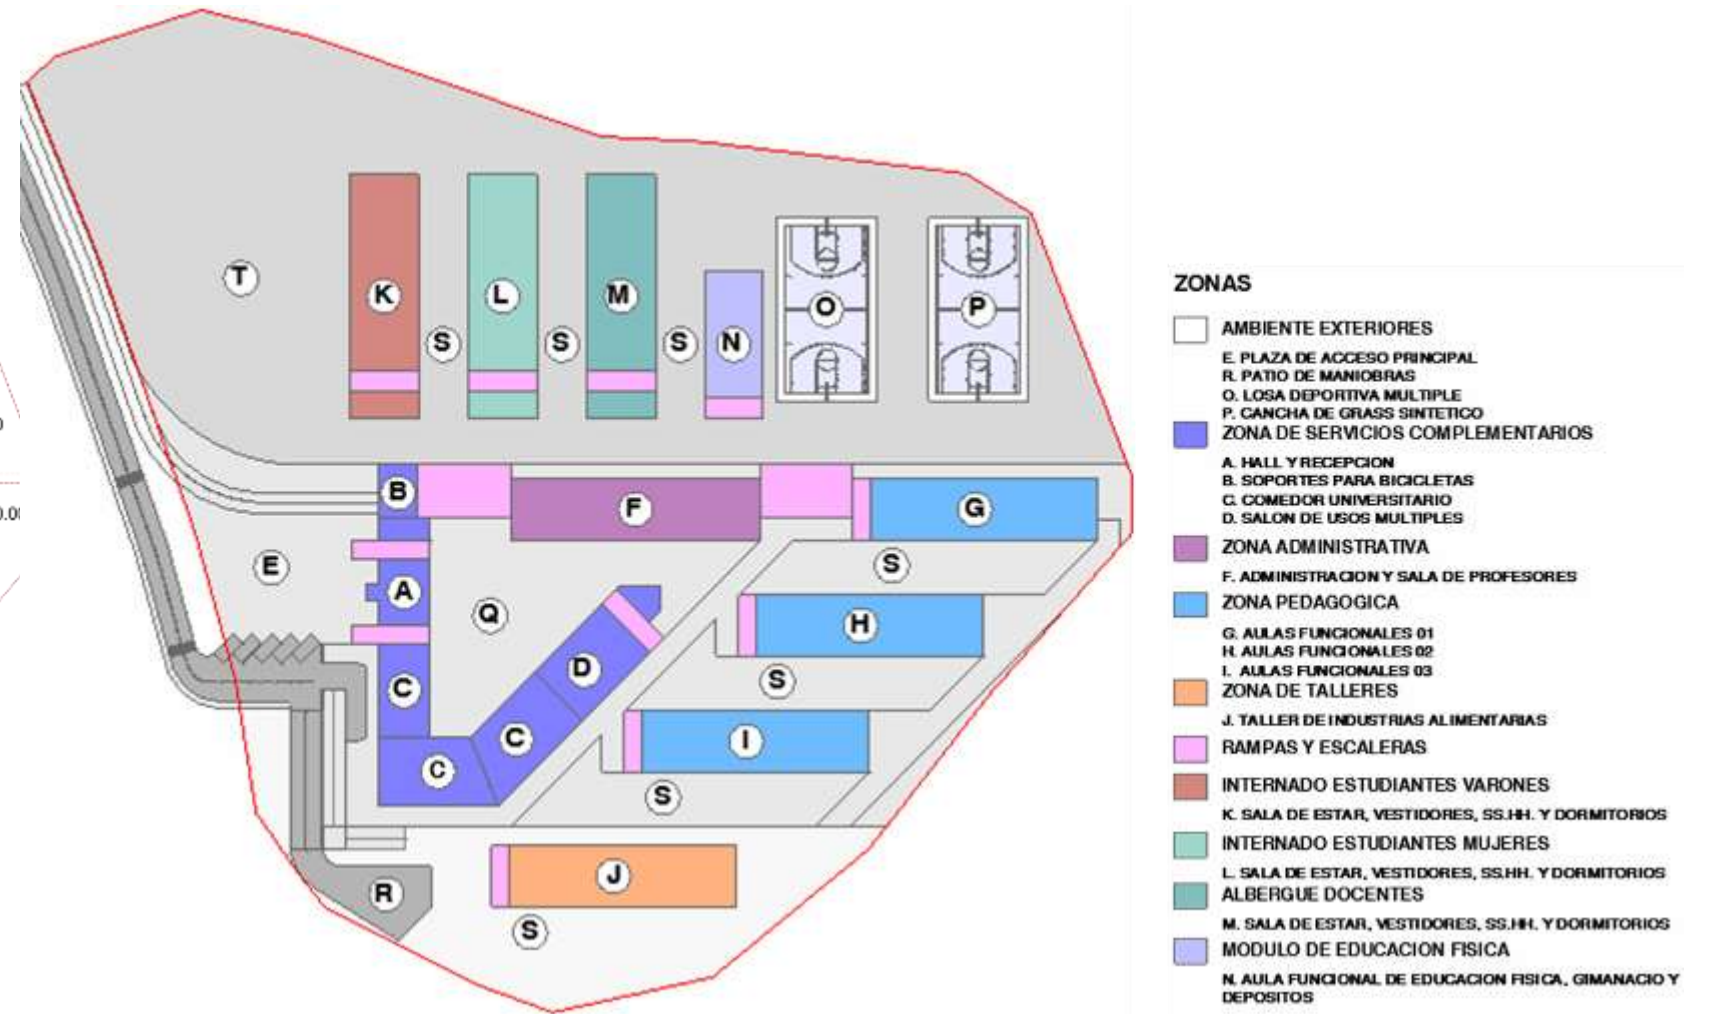 T
K
L
M
N
O
P
S
S
S
B
F
G
E
A
Q
S
H
D
C
S
C
I
C
S
R
J
S
ZONAS
AMBIENTE EXTERIORES
E. PLAZA DE ACCESO PRINCIPAL
R. PATIO DE MANIOBRAS
O. LOSA DEPORTIVA MULTIPLE
P. CANCHA DE GRASS SINTETICO
ZONA DE SERVICIOS COMPLEMENTARIOS
A. HALL Y RECEPCION
B. SOPORTES PARA BICICLETAS
C. COMEDOR UNIVERSITARIO
D. SALON DE USOS MULTIPLES
ZONA ADMINISTRATIVA
F. ADMINISTRACION Y SALA DE PROFESORES
ZONA PEDAGOGICA
G. AULAS FUNCIONALES 01
H. AULAS FUNCIONALES 02
I. AULAS FUNCIONALES 03
ZONA DE TALLERES
J. TALLER DE INDUSTRIAS ALIMENTARIAS
RAMPAS Y ESCALERAS
INTERNADO ESTUDIANTES VARONES
K. SALA DE ESTAR, VESTIDORES, SS.HH. Y DORMITORIOS
INTERNADO ESTUDIANTES MUJERES
L. SALA DE ESTAR, VESTIDORES, SS.HH. Y DORMITORIOS
ALBERGUE DOCENTES
M. SALA DE ESTAR, VESTIDORES, SS.HH. Y DORMITORIOS
MODULO DE EDUCACION FISICA
N. AULA FUNCIONAL DE EDUCACION FISICA, GIMANACIO Y
DEPOSITOS